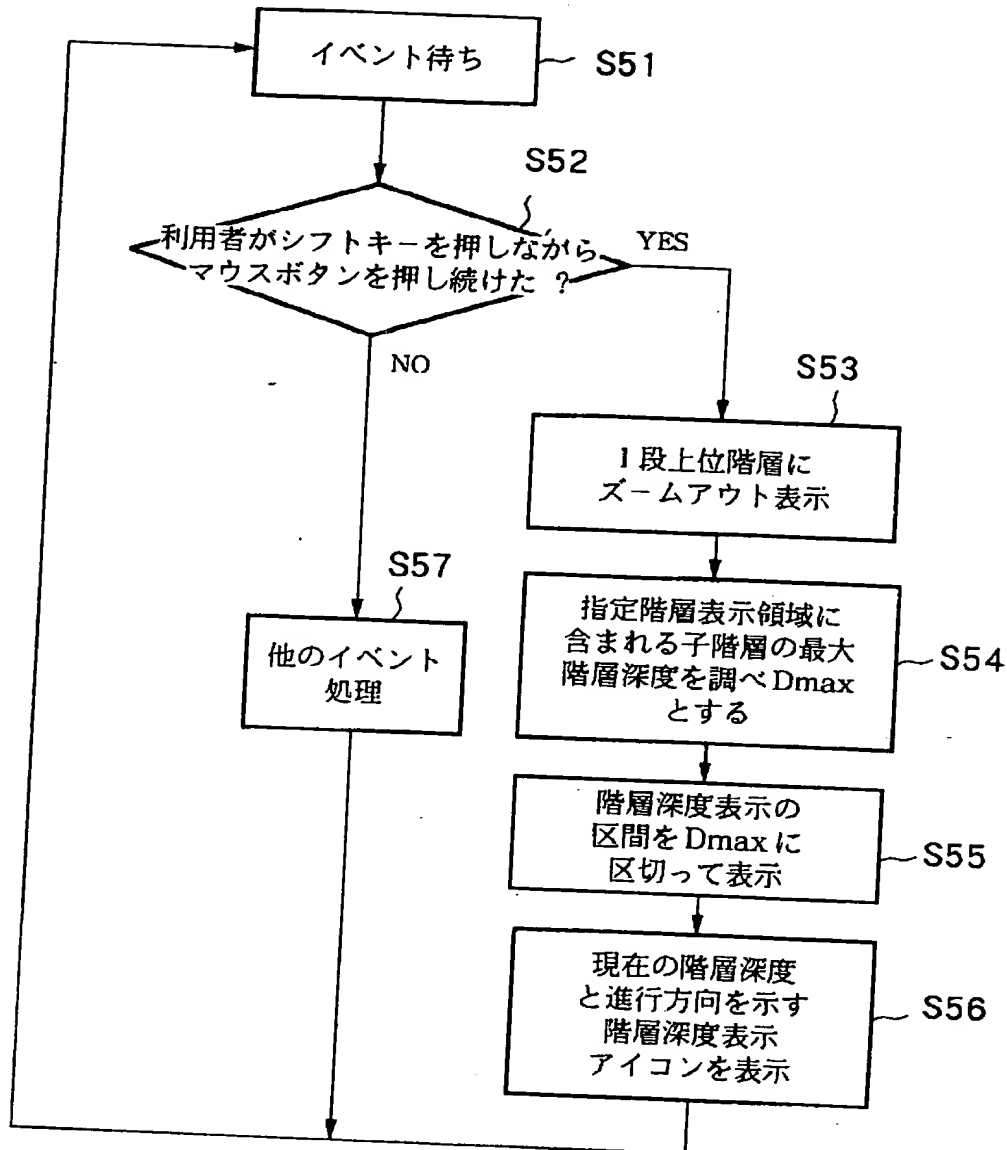 イベント待ち
S51
S52
利用者がシフトキーを押しながら
マウスボタンを押し続けた ?
YES
NO
S53
1段上位階層に
ズームアウト表示
S57
他のイベント
処理
指定階層表示領域に
含まれる子階層の最大
階層深度を調べDmax
とする
S54
階層深度表示の
区間をDmaxに
区切って表示
S55
現在の階層深度
と進行方向を示す
階層深度表示
アイコンを表示
S56